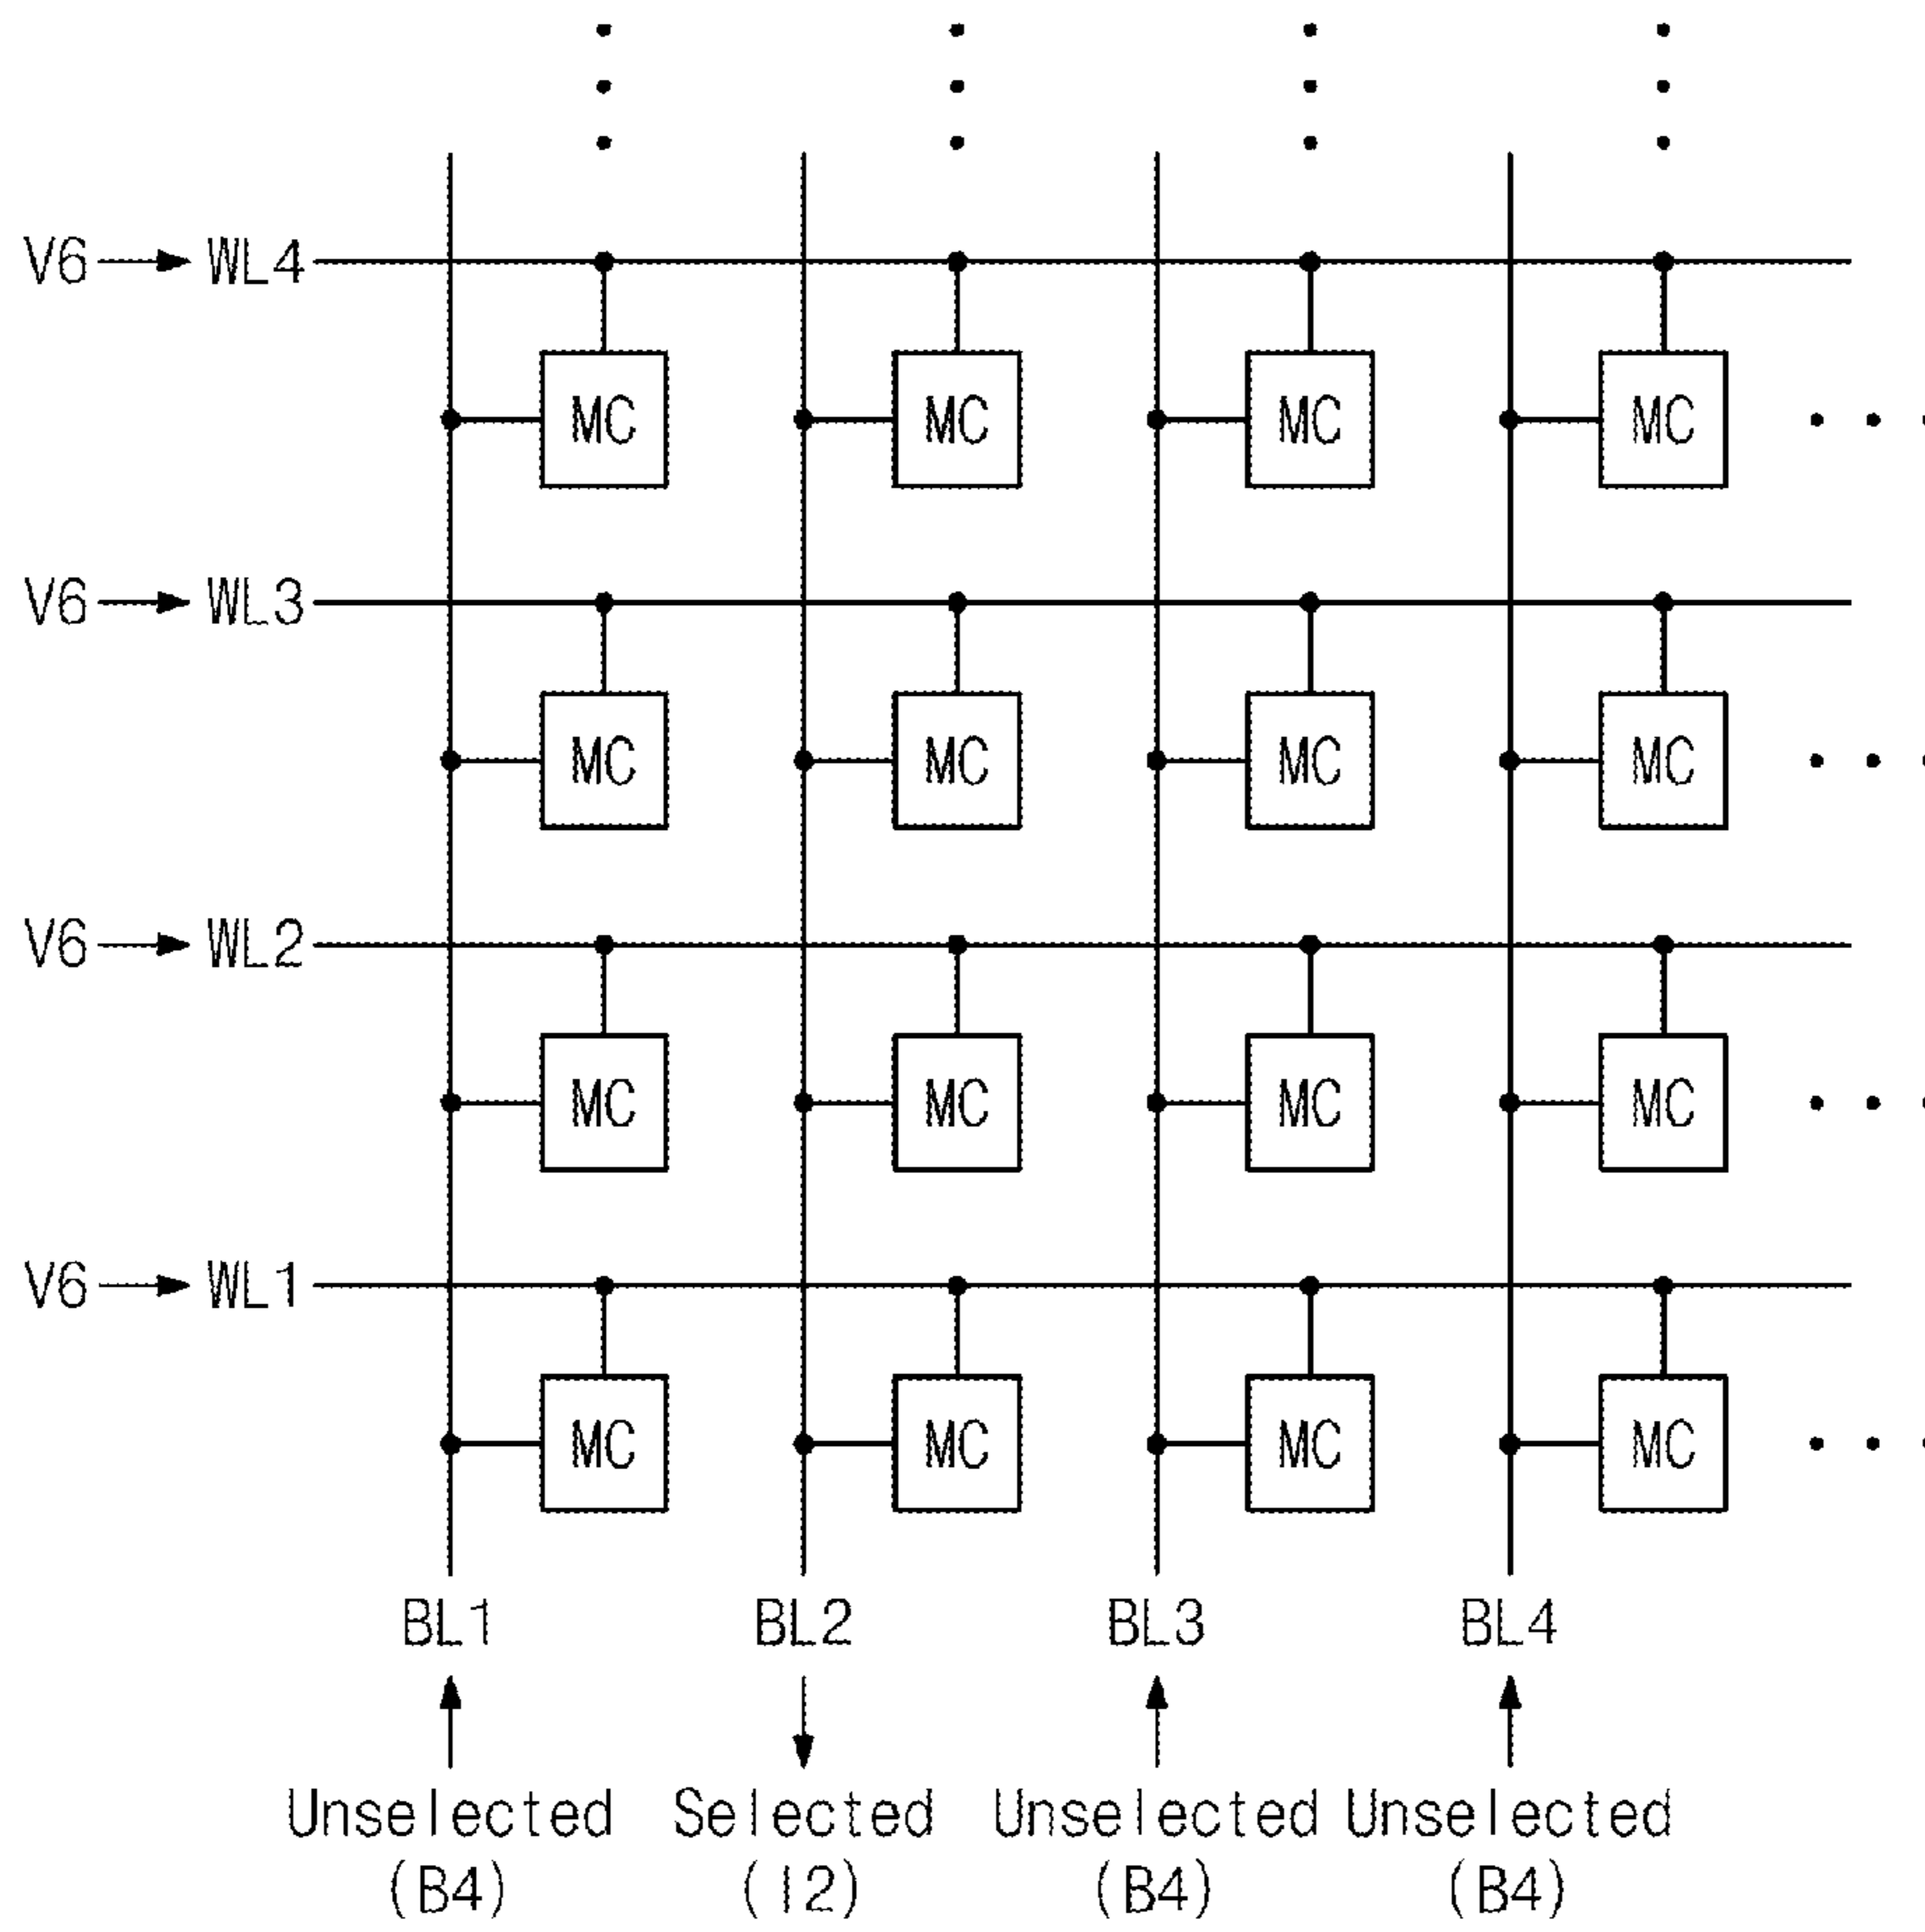 V6 WL4
MC MC MC MC
V6 WL3
MC MC MC MC
V6 WL2
MC MC MC MC
V6 WL1
MC MC MC MC
BL1 BL2 BL3 BL4
Unselected Selected Unselected Unselected
(B4) (I2) (B4) (B4)